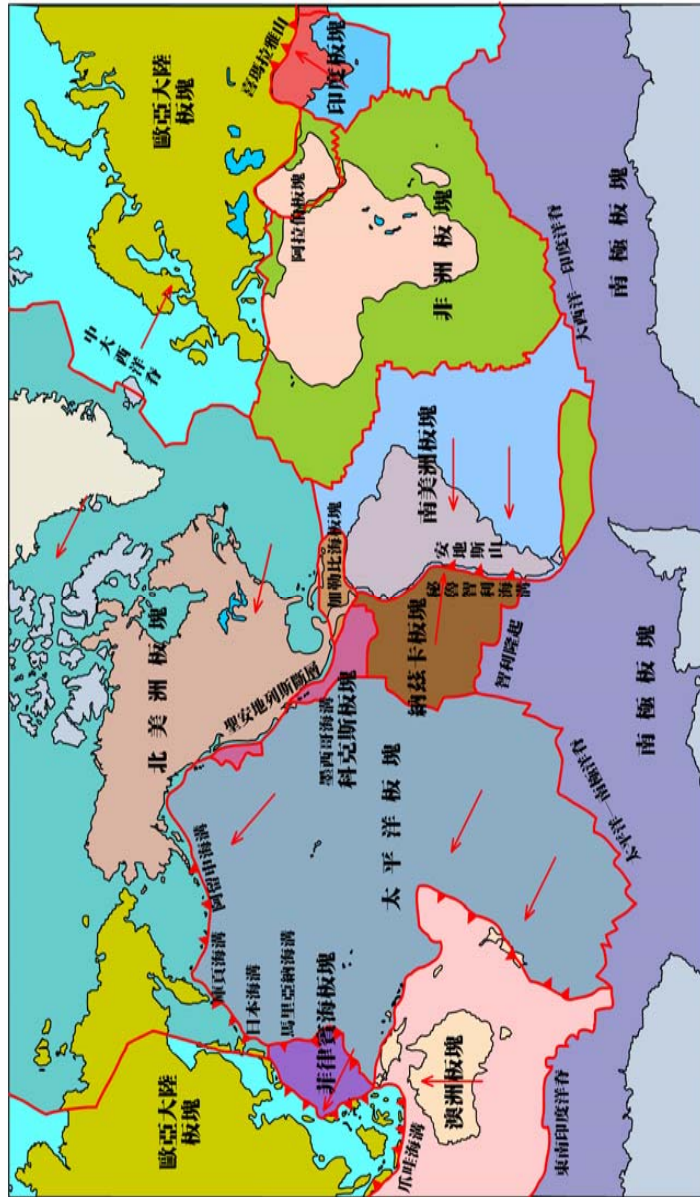 歐亞大陸
板塊
北美洲板塊
中大西洋脊
歐亞大陸
板塊
阿留申海溝
庫頁海溝
日本海溝
馬里亞納海溝
聖安地列斯斷層
喜瑪拉雅山
阿拉伯板塊
印度板塊
菲律賓海板塊
墨西哥海溝
科克斯板塊
加勒比海板塊
太平洋板塊
納茲卡板塊
南美洲板塊
非洲板塊
爪哇海溝
澳洲板塊
秘魯智利海溝
安地斯山
智利隆起
東南印度洋脊
太平洋—南極洋脊
大西洋—印度洋脊
南極板塊
南極板塊